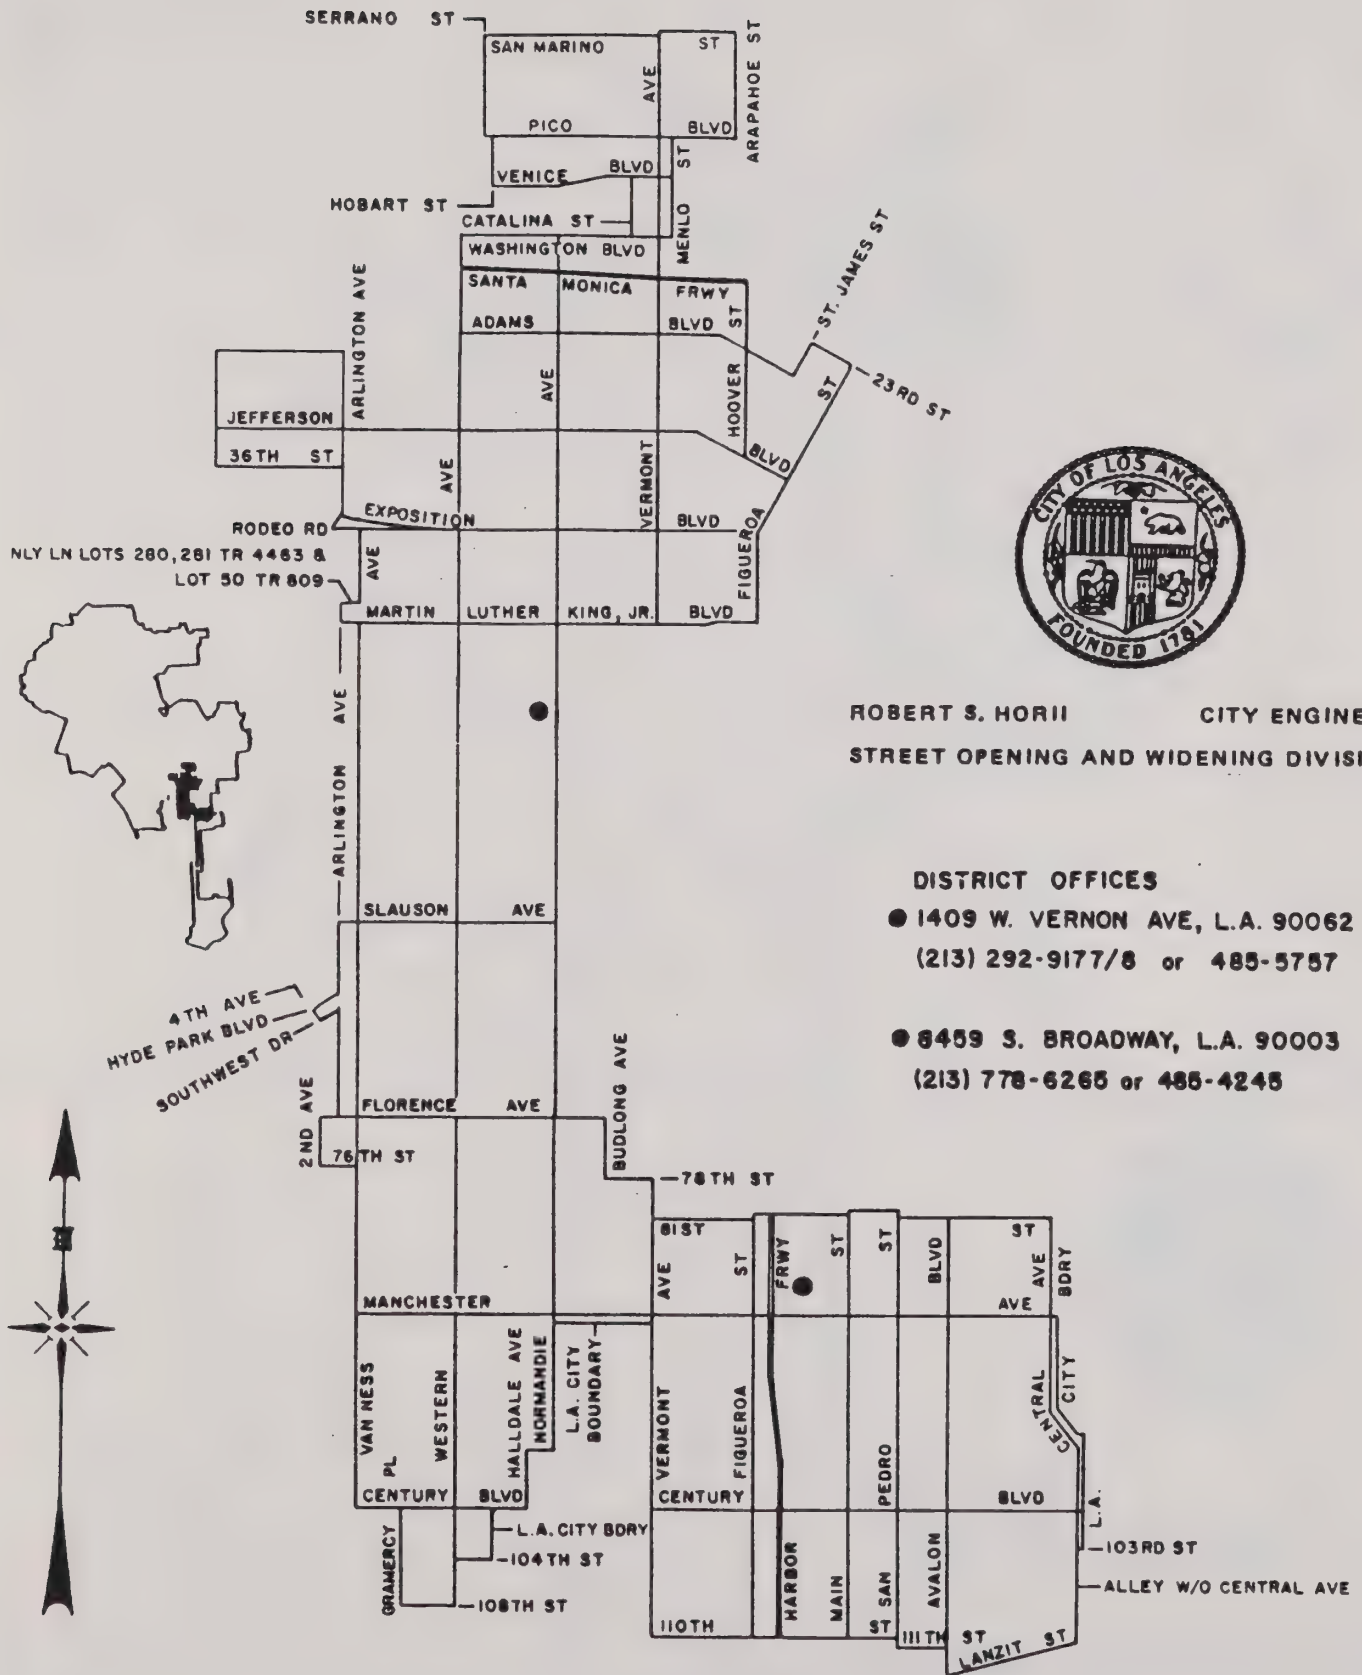 SERRANO ST
SAN MARINO ST
ARAPAHOE ST
AVE
PICO BLVD
VENICE BLVD
HOBART ST
CATALINA ST
MENLO ST
WASHINGTON BLVD
SANTA MONICA FRWY
ADAMS BLVD
ST. JAMES ST
23RD ST
ARLINGTON AVE
HOOVER ST
AVE
JEFFERSON BLVD
36TH ST
AVE
VERMONT
FIGUEROA ST
EXPOSITION BLVD
RODEO RD
NLY LN LOTS 280,281 TR 4463 &
LOT 50 TR 809
AVE
MARTIN LUTHER KING, JR. BLVD
CITY OF LOS ANGELES
FOUNDED 1781
ROBERT S. HORII CITY ENGINE
STREET OPENING AND WIDENING DIVISI
ARLINGTON AVE
DISTRICT OFFICES
1409 W. VERNON AVE, L.A. 90062
(213) 292-9177/8 or 485-5757
8459 S. BROADWAY, L.A. 90003
(213) 778-6265 or 485-4245
SLAUSON AVE
4TH AVE
HYDE PARK BLVD
SOUTHWEST DR
2ND AVE
FLORENCE AVE
BUDLONG AVE
76TH ST
78TH ST
N
81ST ST
MANCHESTER AVE
VAN NESS
WESTERN
HALLDALE AVE
NORMANDIE
L.A. CITY
BOUNDARY
VERMONT AVE
FIGUEROA ST
HARBOR FRWY
MAIN ST
SAN PEDRO ST
AVALON BLVD
CENTRAL AVE
L.A. CITY BDRY
CENTURY BLVD
CENTURY BLVD
GRAMERCY PL
L.A. CITY BDRY
104TH ST
108TH ST
103RD ST
ALLEY W/O CENTRAL AVE
110TH ST
111TH ST
LANZIT ST